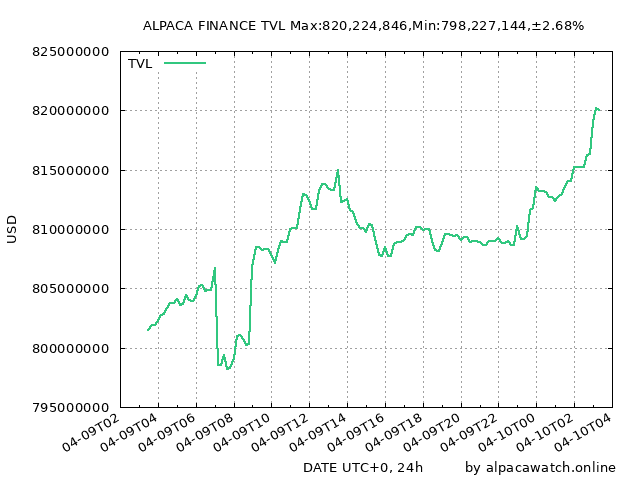 ALPACA FINANCE TVL Max:820,224,846,Min:798,227,144,±2.68%
825000000
TVL
820000000
815000000
810000000
USD
805000000
800000000
795000000
04-09T02
04-09T04
04-09T06
04-09T08
04-09T10
04-09T12
04-09T14
04-09T16
04-09T18
04-09T20
04-09T22
04-10T00
04-10T02
04-10T04
DATE UTC+0, 24h
by alpacawatch.online